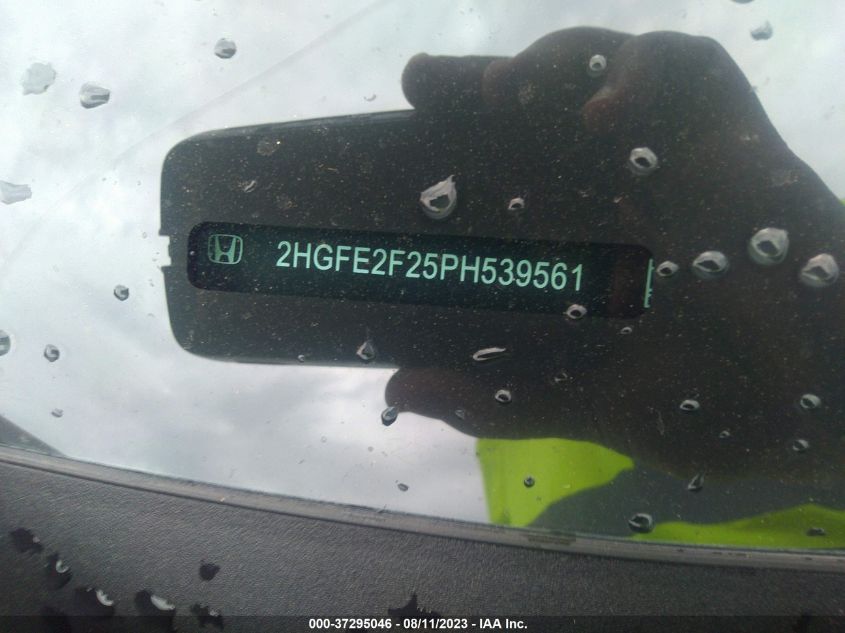 2HGFE2F25PH539561
000-37295046 - 08/11/2023 - IAA Inc.